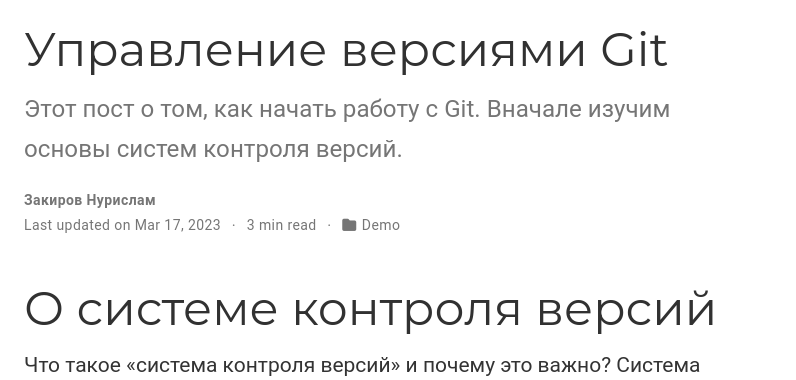 Управление версиями Git
Этот пост о том, как начать работу с Git. Вначале изучим
основы систем контроля версий.
Закиров Нурислам
Last updated on Mar 17, 2023 · 3 min read · Demo
О системе контроля версий
Что такое «система контроля версий» и почему это важно? Система